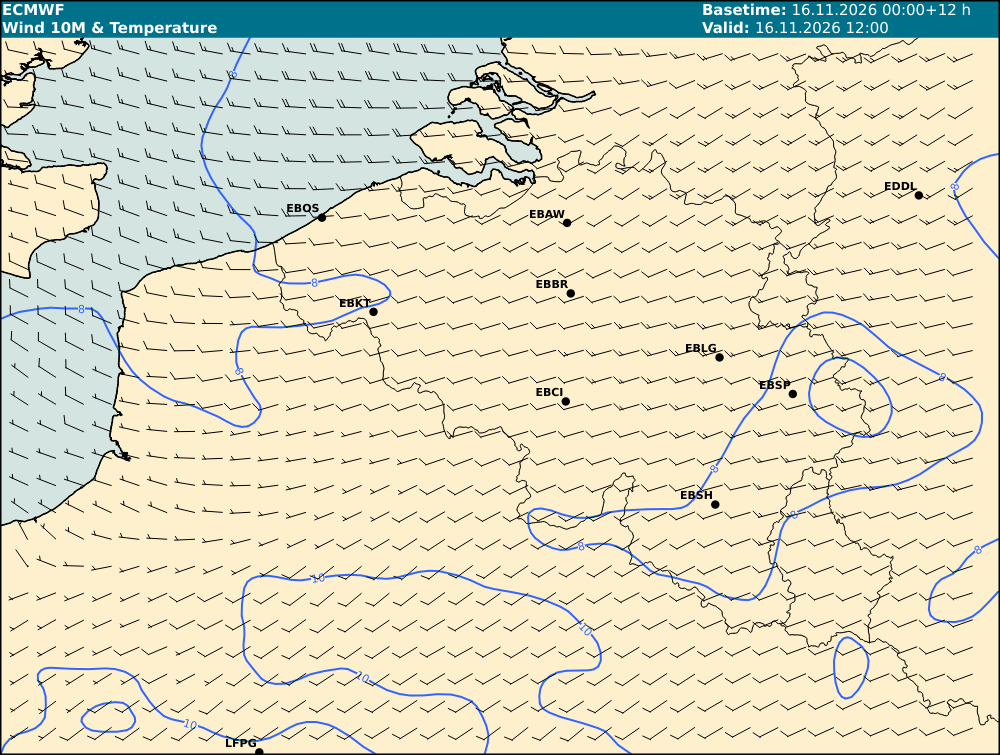 ECMWF
Wind 10M & Temperature
Basetime: 16.11.2026 00:00+12 h
Valid: 16.11.2026 12:00
8
8
EDDL
EBOS
EBAW
8
EBBR
EBKT
8
EBLG
8
EBSP
8
EBCI
8
EBSH
8
8
8
10
10
10
10
LFPG